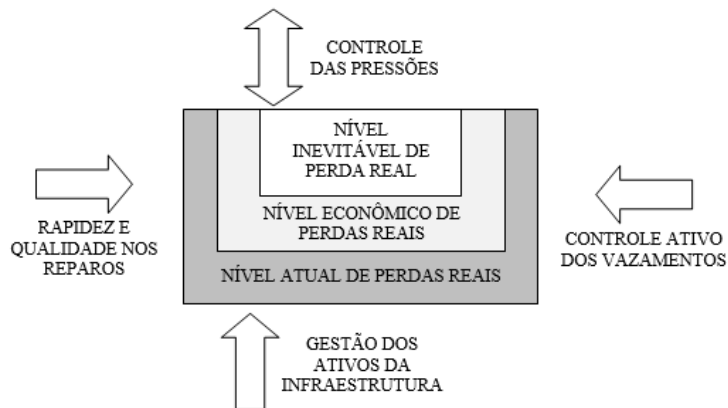 CONTROLE
DAS PRESSÕES
NÍVEL
INEVITÁVEL DE
PERDA REAL
NÍVEL ECONÔMICO DE
PERDAS REAIS
NÍVEL ATUAL DE PERDAS REAIS
RAPIDEZ E
QUALIDADE NOS
REPAROS
CONTROLE ATIVO
DOS VAZAMENTOS
GESTÃO DOS
ATIVOS DA
INFRAESTRUTURA